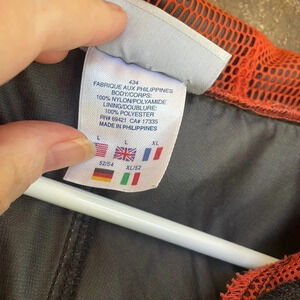 434
FABRIQUE AUX PHILIPPINES
BODY/CORPS:
100% NYLON/POLYAMIDE
LINING/DOUBLURE:
100% POLYESTER
RN# 69421 CA# 17335
MADE IN PHILIPPINES
L L XL
52/54 XL/52